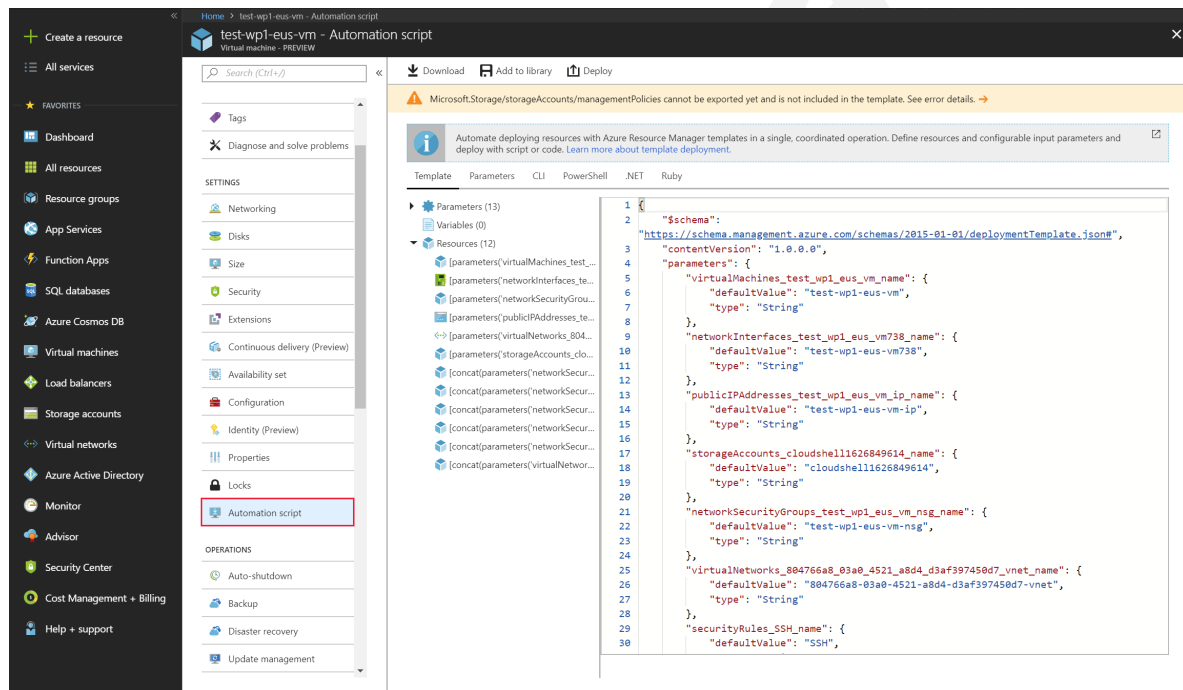 «
Create a resource
All services
FAVORITES
Dashboard
All resources
Resource groups
App Services
Function Apps
SQL databases
Azure Cosmos DB
Virtual machines
Load balancers
Storage accounts
Virtual networks
Azure Active Directory
Monitor
Advisor
Security Center
Cost Management + Billing
Help + support
Home > test-wp1-eus-vm - Automation script
test-wp1-eus-vm - Automation script
Virtual machine - PREVIEW
Search (Ctrl+/)
«
Tags
Diagnose and solve problems
SETTINGS
Networking
Disks
Size
Security
Extensions
Continuous delivery (Preview)
Availability set
Configuration
Identity (Preview)
Properties
Locks
Automation script
OPERATIONS
Auto-shutdown
Backup
Disaster recovery
Update management
Download Add to library Deploy
Microsoft.Storage/storageAccounts/managementPolicies cannot be exported yet and is not included in the template. See error details. →
Automate deploying resources with Azure Resource Manager templates in a single, coordinated operation. Define resources and configurable input parameters and
deploy with script or code. Learn more about template deployment.
Template Parameters CLI PowerShell .NET Ruby
Parameters (13)
Variables (0)
Resources (12)
[parameters('virtualMachines_test_...
[parameters('networkInterfaces_te...
[parameters('networkSecurityGrou...
[parameters('publicIPAddresses_te...
[parameters('virtualNetworks_804...
[parameters('storageAccounts_clo...
[concat(parameters('networkSecur...
[concat(parameters('networkSecur...
[concat(parameters('networkSecur...
[concat(parameters('networkSecur...
[concat(parameters('networkSecur...
[concat(parameters('virtualNetwor...
1 {
2 "$schema":
"https://schema.management.azure.com/schemas/2015-01-01/deploymentTemplate.json#",
3 "contentVersion": "1.0.0.0",
4 "parameters": {
5 "virtualMachines_test_wp1_eus_vm_name": {
6 "defaultValue": "test-wp1-eus-vm",
7 "type": "String"
8 },
9 "networkInterfaces_test_wp1_eus_vm738_name": {
10 "defaultValue": "test-wp1-eus-vm738",
11 "type": "String"
12 },
13 "publicIPAddresses_test_wp1_eus_vm_ip_name": {
14 "defaultValue": "test-wp1-eus-vm-ip",
15 "type": "String"
16 },
17 "storageAccounts_cloudshell1626849614_name": {
18 "defaultValue": "cloudshell1626849614",
19 "type": "String"
20 },
21 "networkSecurityGroups_test_wp1_eus_vm_nsg_name": {
22 "defaultValue": "test-wp1-eus-vm-nsg",
23 "type": "String"
24 },
25 "virtualNetworks_804766a8_03a0_4521_a8d4_d3af397450d7_vnet_name": {
26 "defaultValue": "804766a8-03a0-4521-a8d4-d3af397450d7-vnet",
27 "type": "String"
28 },
29 "securityRules_SSH_name": {
30 "defaultValue": "SSH",